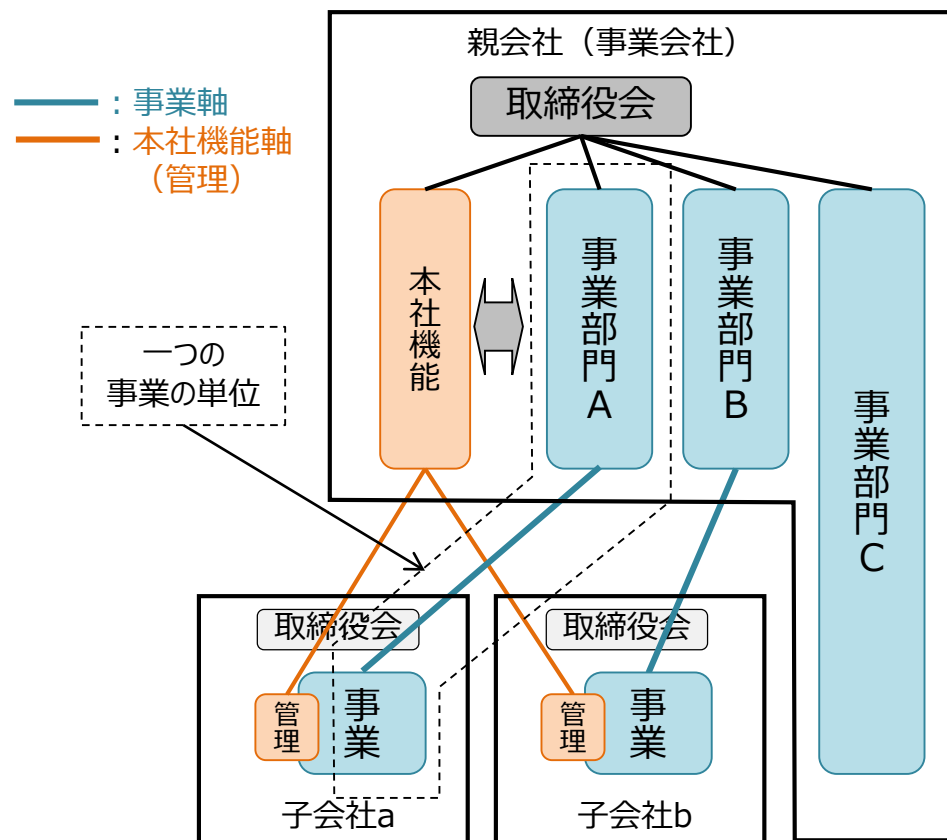 親会社（事業会社）
取締役会
：事業軸
：本社機能軸
（管理）
本社機能
事業部門A
事業部門B
事業部門C
一つの
事業の単位
取締役会
管理
事業
子会社a
取締役会
管理
事業
子会社b